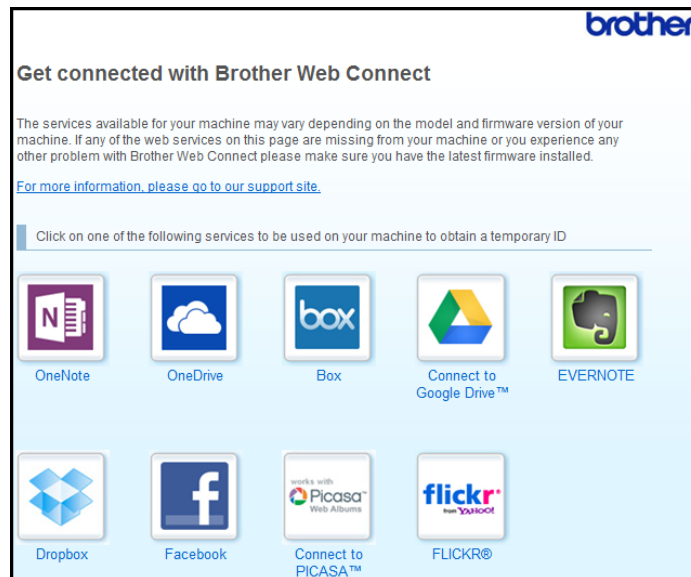 brother
Get connected with Brother Web Connect
The services available for your machine may vary depending on the model and firmware version of your
machine. If any of the web services on this page are missing from your machine or you experience any
other problem with Brother Web Connect please make sure you have the latest firmware installed.
For more information, please go to our support site.
Click on one of the following services to be used on your machine to obtain a temporary ID
N
box
OneNote
OneDrive
Box
Connect to
Google Drive™
EVERNOTE
f
works with
Picasa™
Web Albums
flickr
from YAHOO!
Dropbox
Facebook
Connect to
PICASA™
FLICKR®